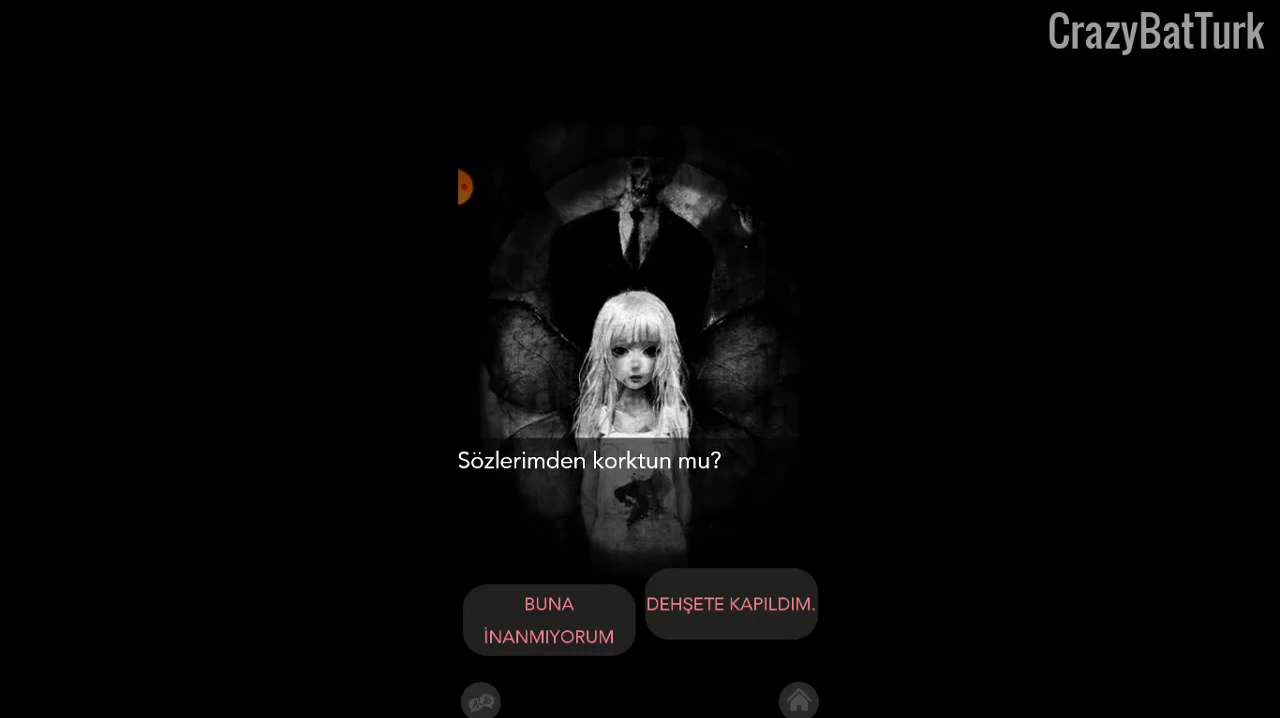 CrazyBatTurk
Sözlerimden korktun mu?
BUNA
İNANMIYORUM
DEHŞETE KAPILDIM.